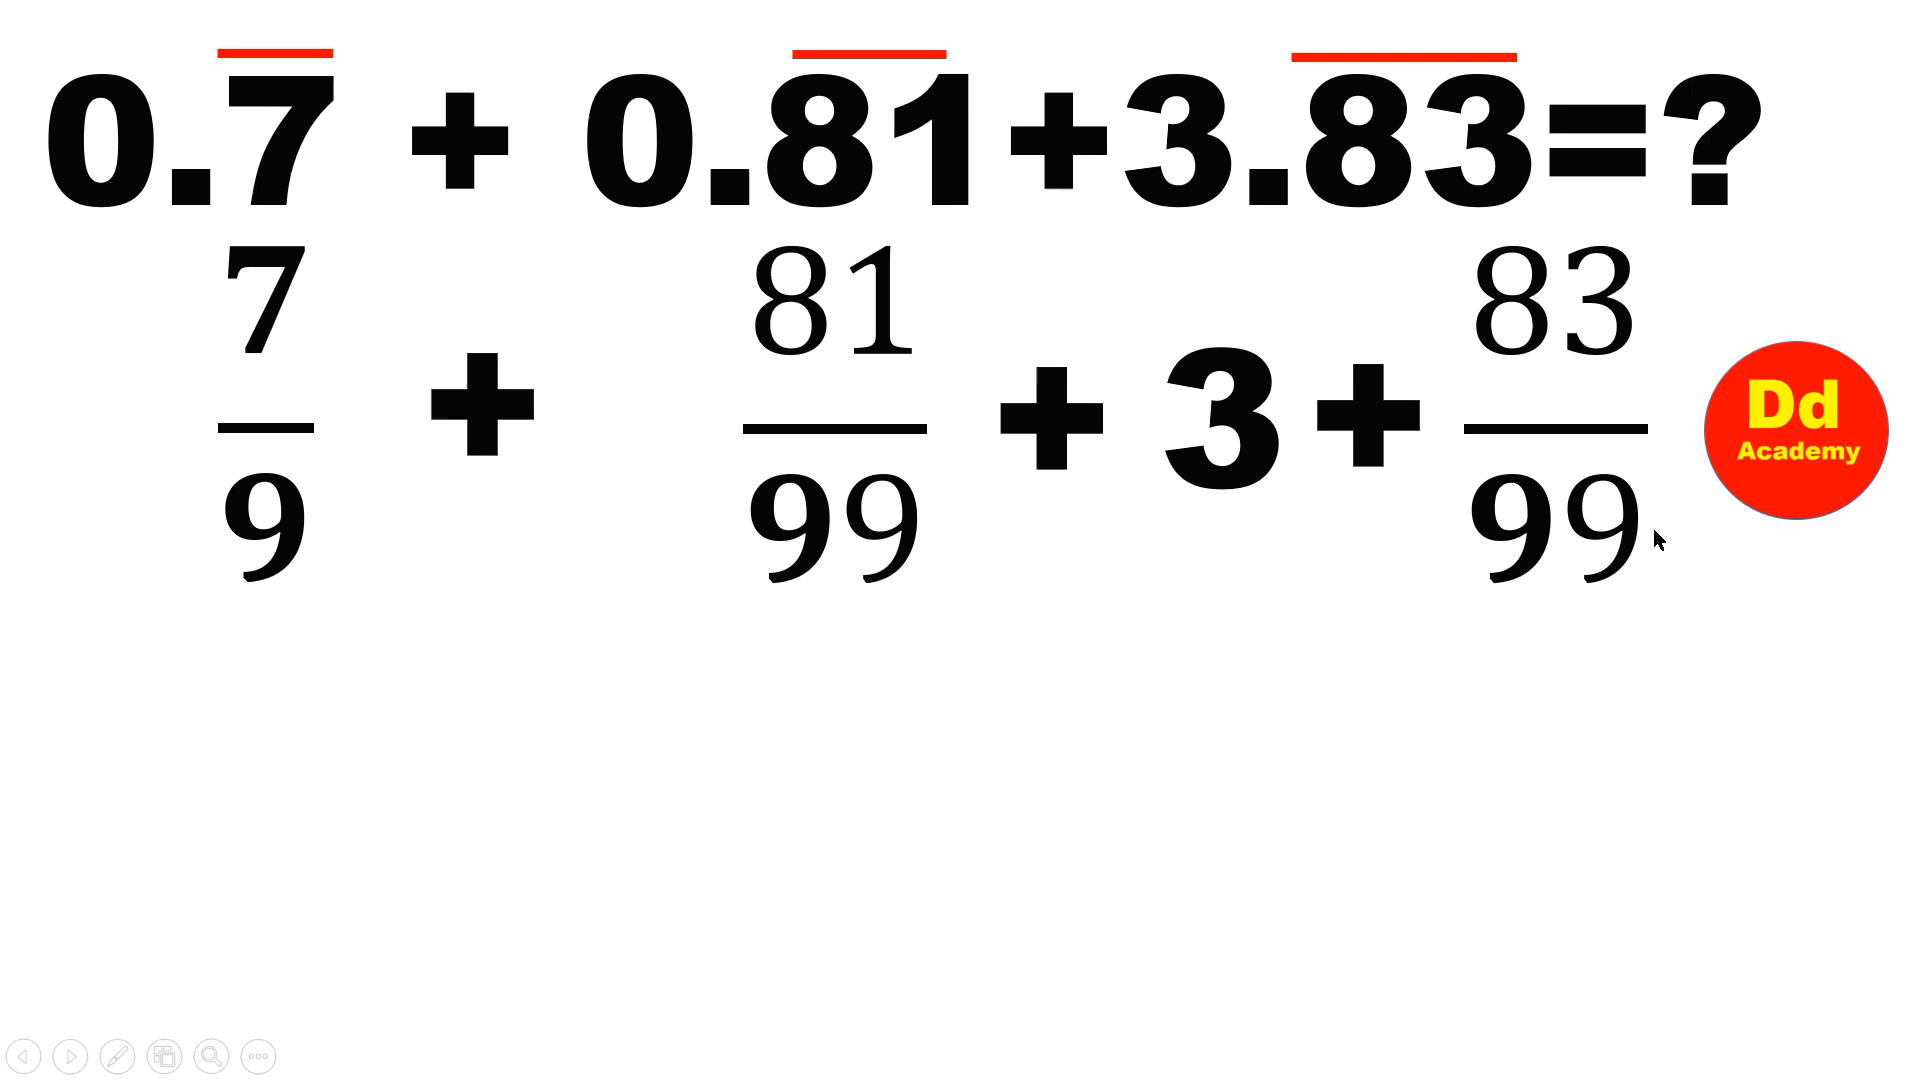 0.7 + 0.81+3.83=?
7/9 + 81/99 + 3 + 83/99
Dd
Academy